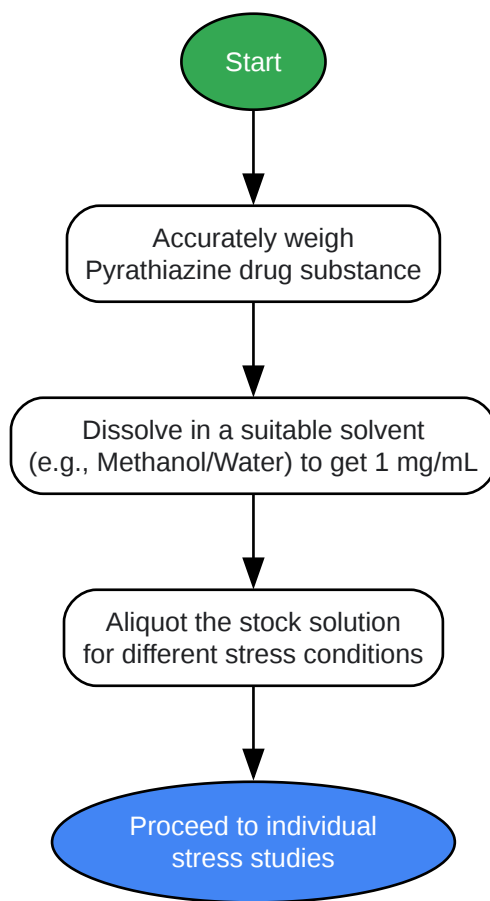 Start
Accurately weigh
Pyrathiazine drug substance
Dissolve in a suitable solvent
(e.g., Methanol/Water) to get 1 mg/mL
Aliquot the stock solution
for different stress conditions
Proceed to individual
stress studies